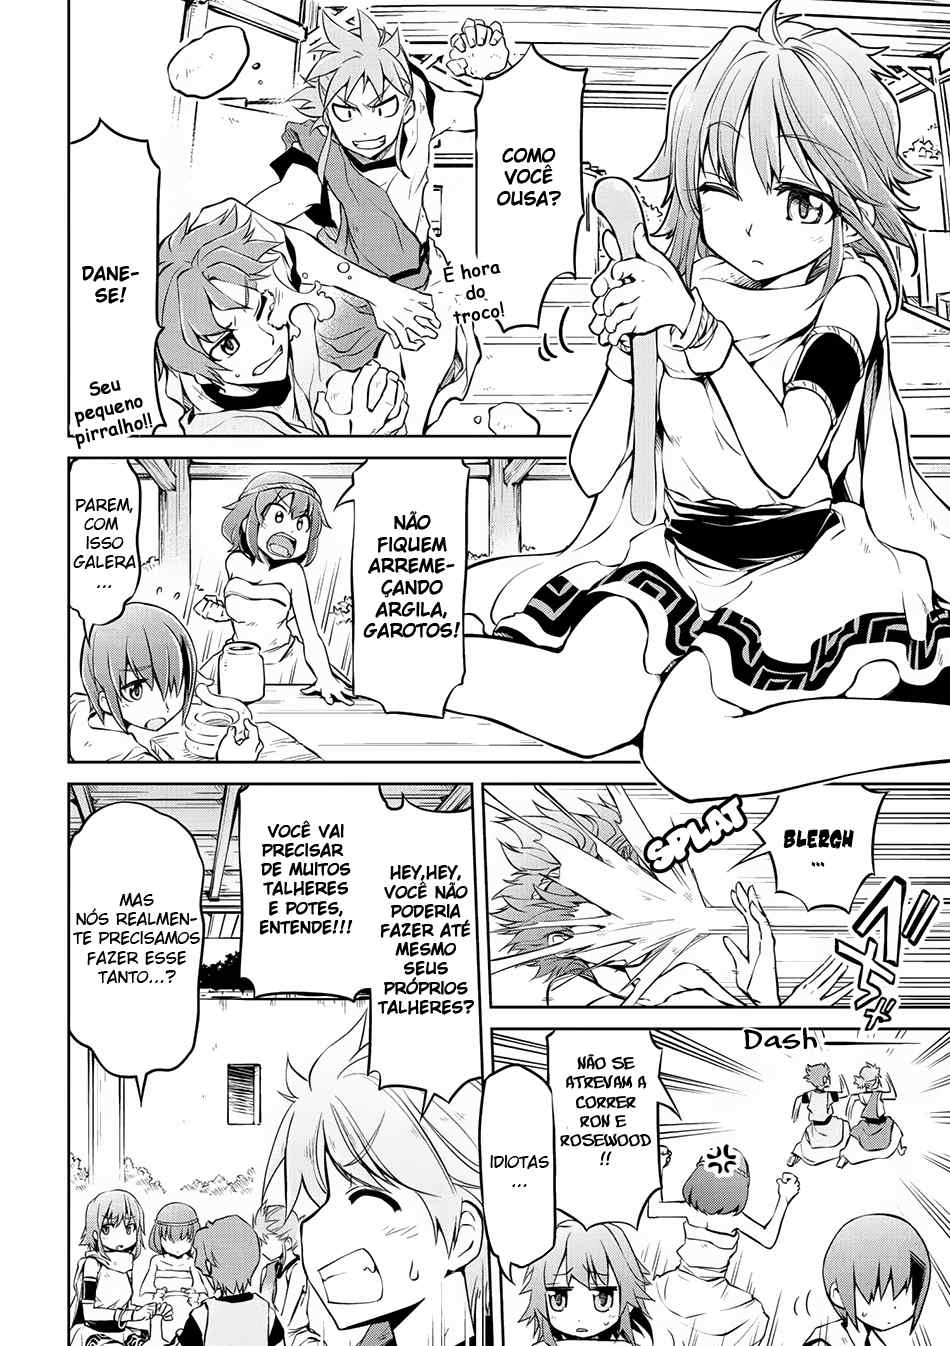 COMO
VOCÊ
OUSA?
É hora
do
troco!
DANE-
SE!
Seu
pequeno
pirralho!!
NÃO
FIQUEM
ARREME-
ÇANDO
ARGILA,
GAROTOS!
PAREM,
COM
ISSO
GALERA
...
BLERGH
...
SPLAT
Dash
NÃO SE
ATREVAM A
CORRER
RON E
ROSEWOOD
!!
IDIOTAS
...
HEY,HEY,
VOCÊ NÃO
PODERIA
FAZER ATÉ
MESMO
SEUS
PRÓPRIOS
TALHERES?
VOCÊ VAI
PRECISAR
DE MUITOS
TALHERES
E POTES,
ENTENDE!!!
MAS
NÓS REALMEN-
TE PRECISAMOS
FAZER ESSE
TANTO...?